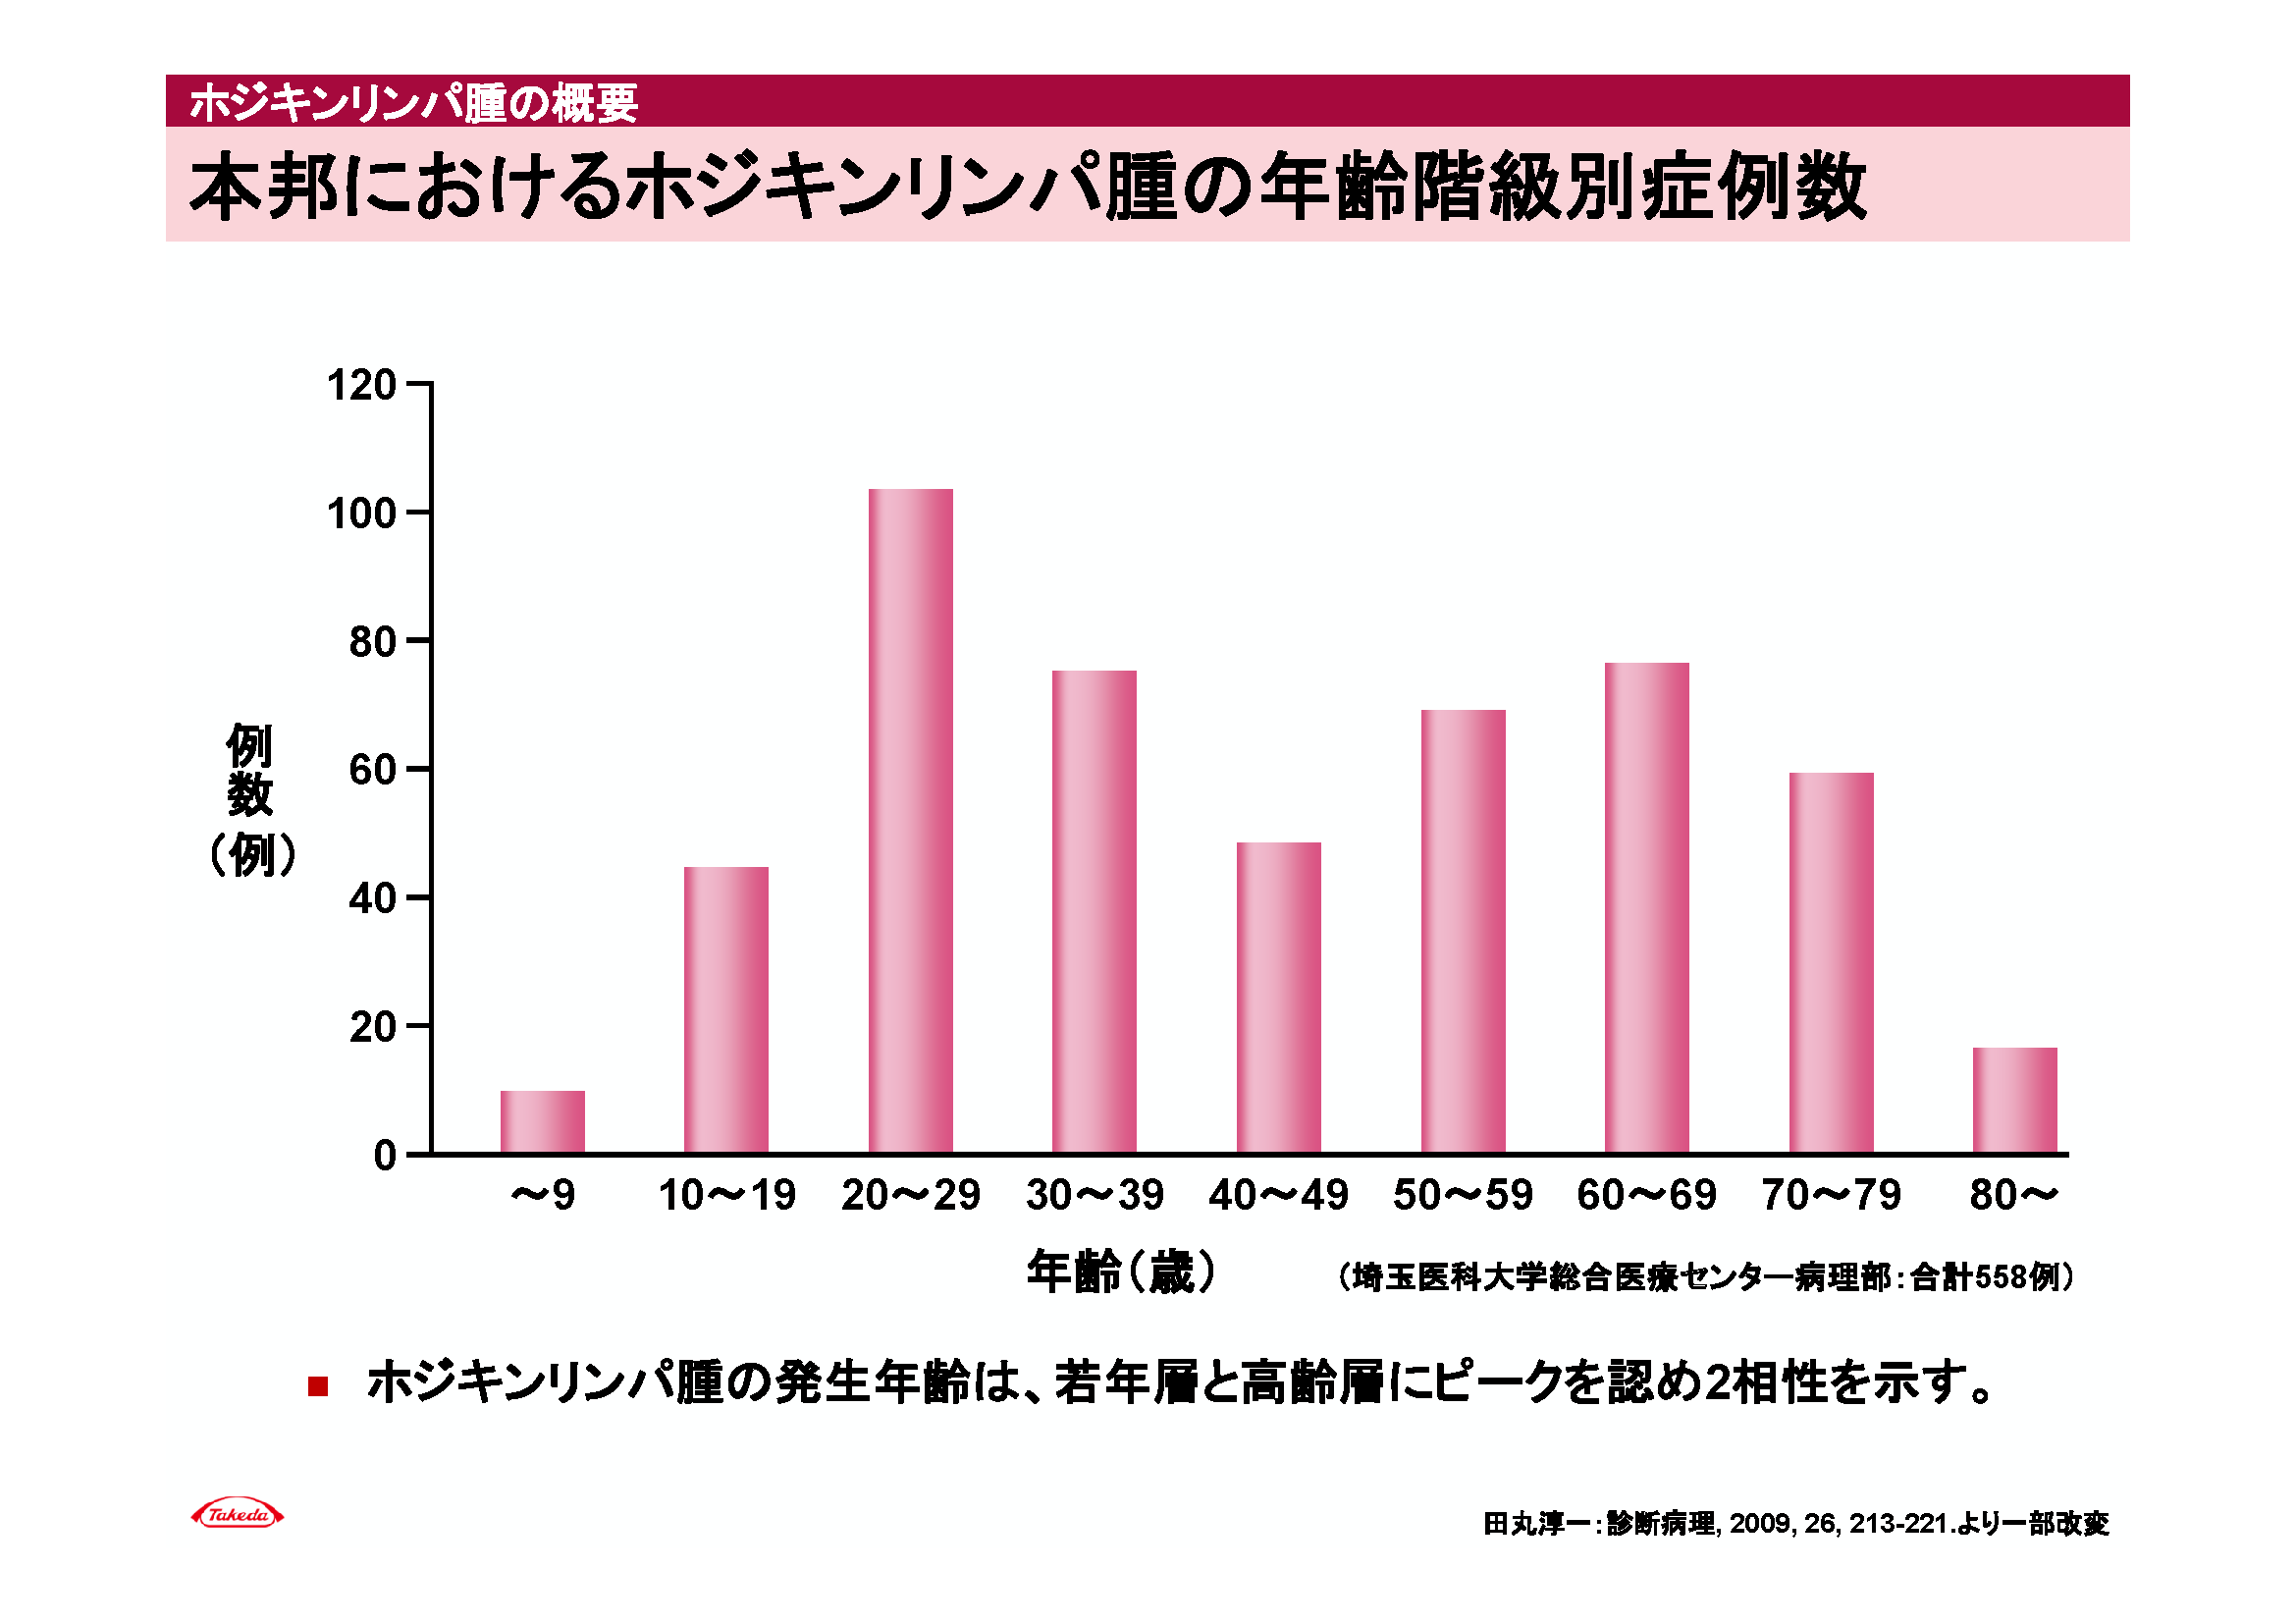 ホジキンリンパ腫の概要
本邦におけるホジキンリンパ腫の年齢階級別症例数
120
100
80
60
40
20
0
例
数
（例）
～9
10～19
20～29
30～39
40～49
50～59
60～69
70～79
80～
年齢（歳）
（埼玉医科大学総合医療センター病理部：合計558例）
■ ホジキンリンパ腫の発生年齢は、若年層と高齢層にピークを認め2相性を示す。
Takeda
田丸淳一：診断病理, 2009, 26, 213-221.より一部改変